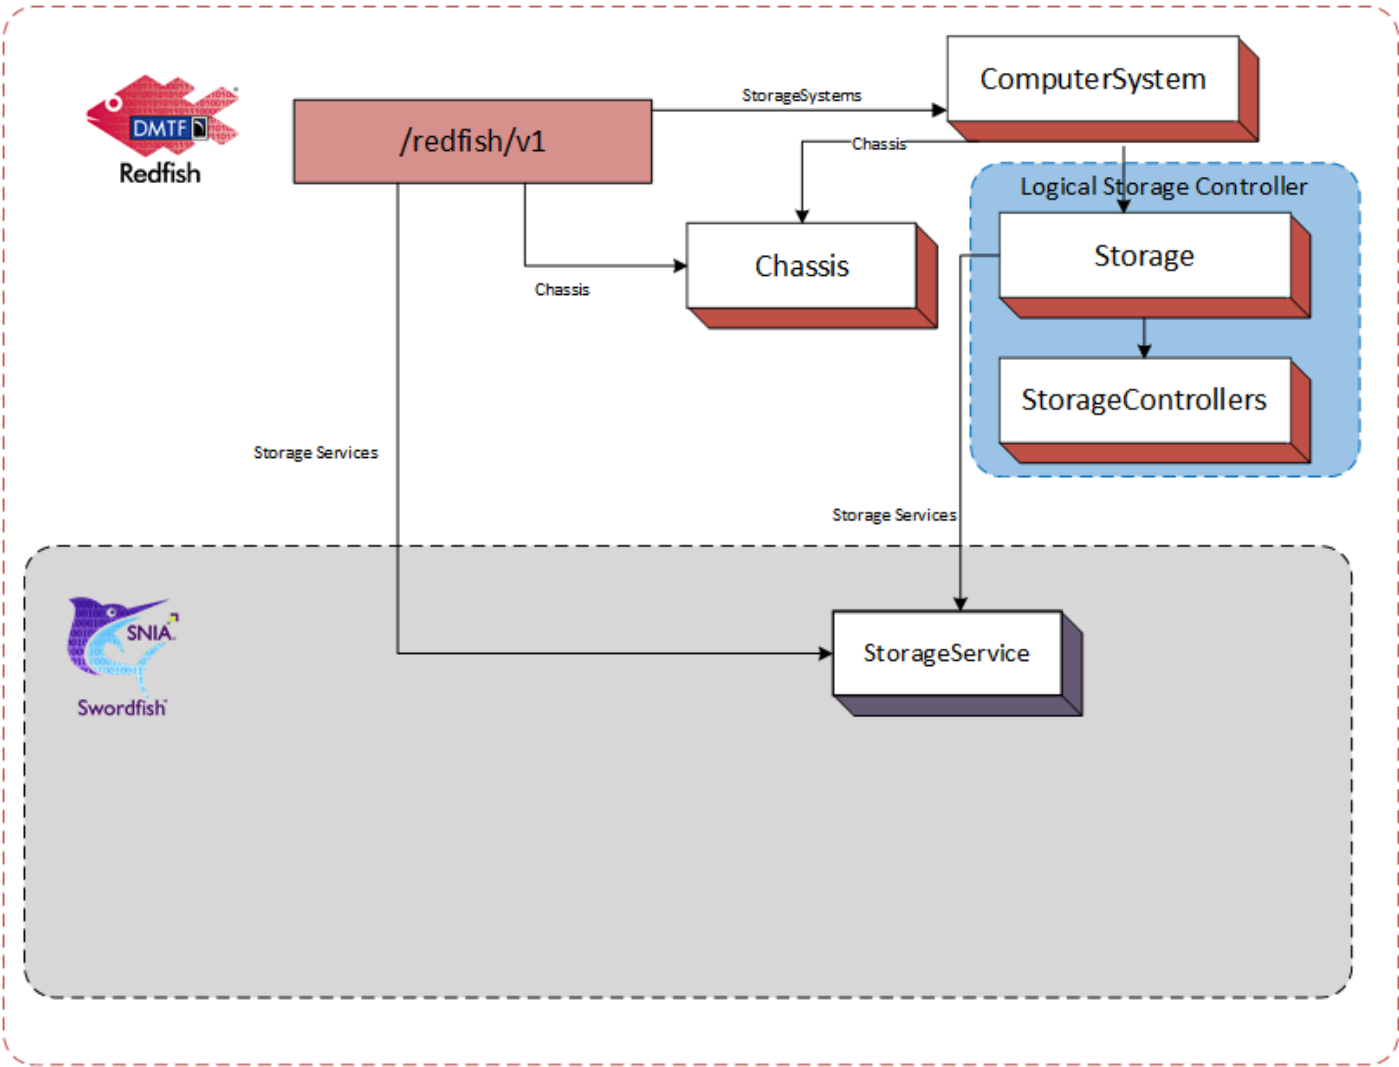 ComputerSystem
StorageSystems
DMTF
Redfish
/redfish/v1
Chassis
Logical Storage Controller
Storage
Chassis
Chassis
StorageControllers
Storage Services
Storage Services
SNIA
Swordfish
StorageService